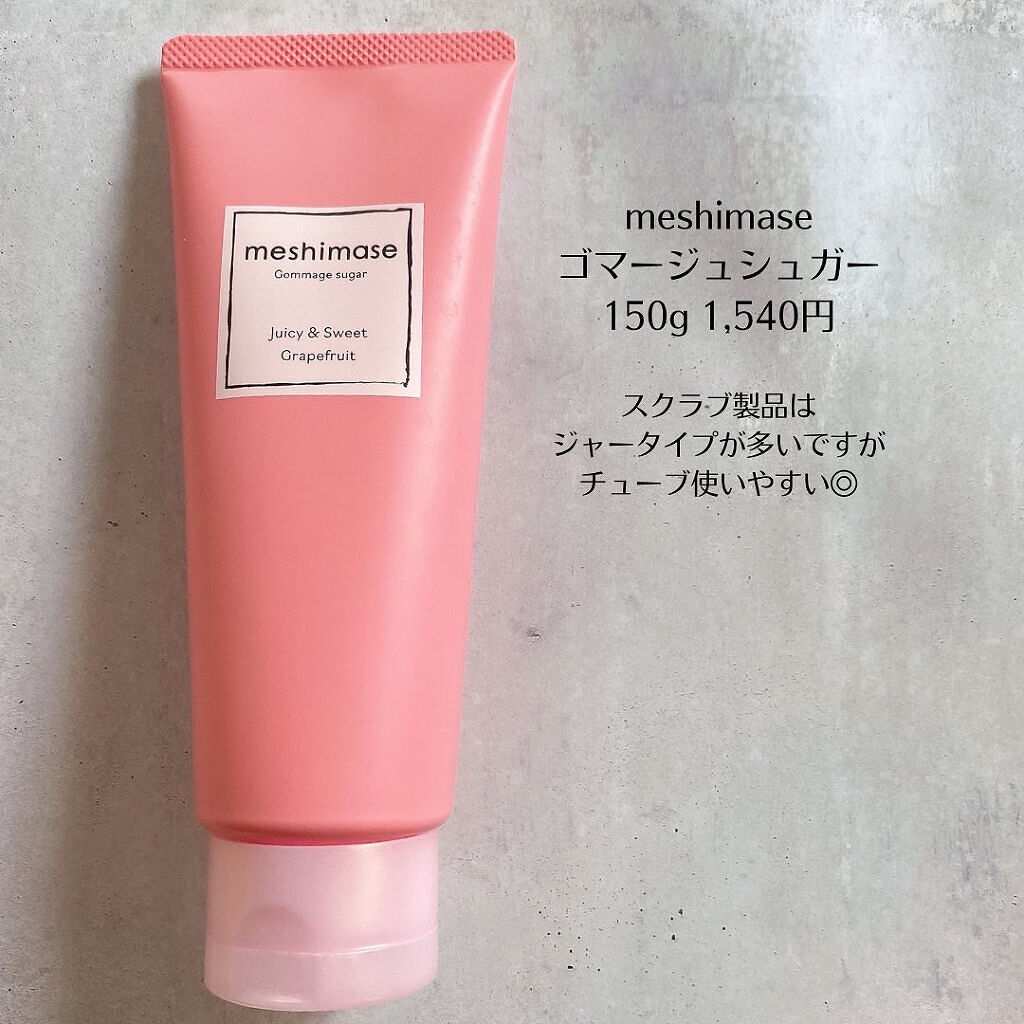 meshimase
Gommage sugar
Juicy & Sweet
Grapefruit
meshimase
ゴマージュシュガー
150g 1,540円
スクラブ製品は
ジャータイプが多いですが
チューブ使いやすい◎